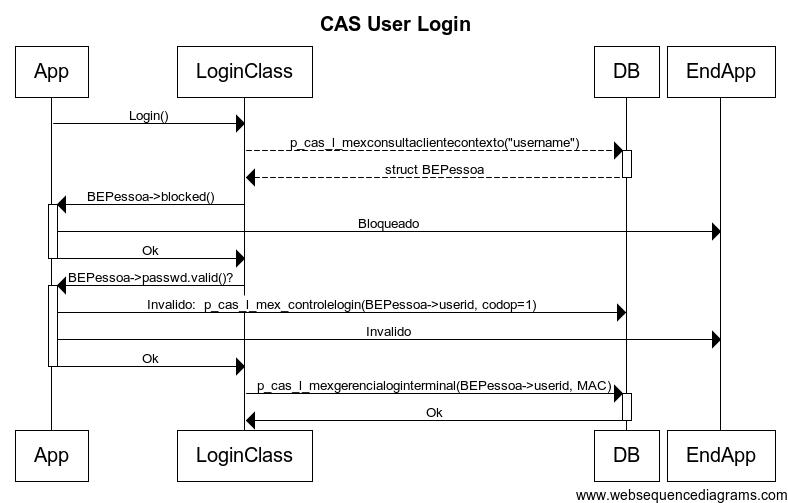 CAS User Login
App LoginClass DB EndApp
Login()
p_cas_l_mexconsultaclientecontexto("username")
struct BEPessoa
BEPessoa->blocked()
Bloqueado
Ok
BEPessoa->passwd.valid()?
Invalido:  p_cas_l_mex_controlelogin(BEPessoa->userid, codop=1)
Invalido
Ok
p_cas_l_mexgerencialoginterminal(BEPessoa->userid, MAC)
Ok
App LoginClass DB EndApp
www.websequencediagrams.com